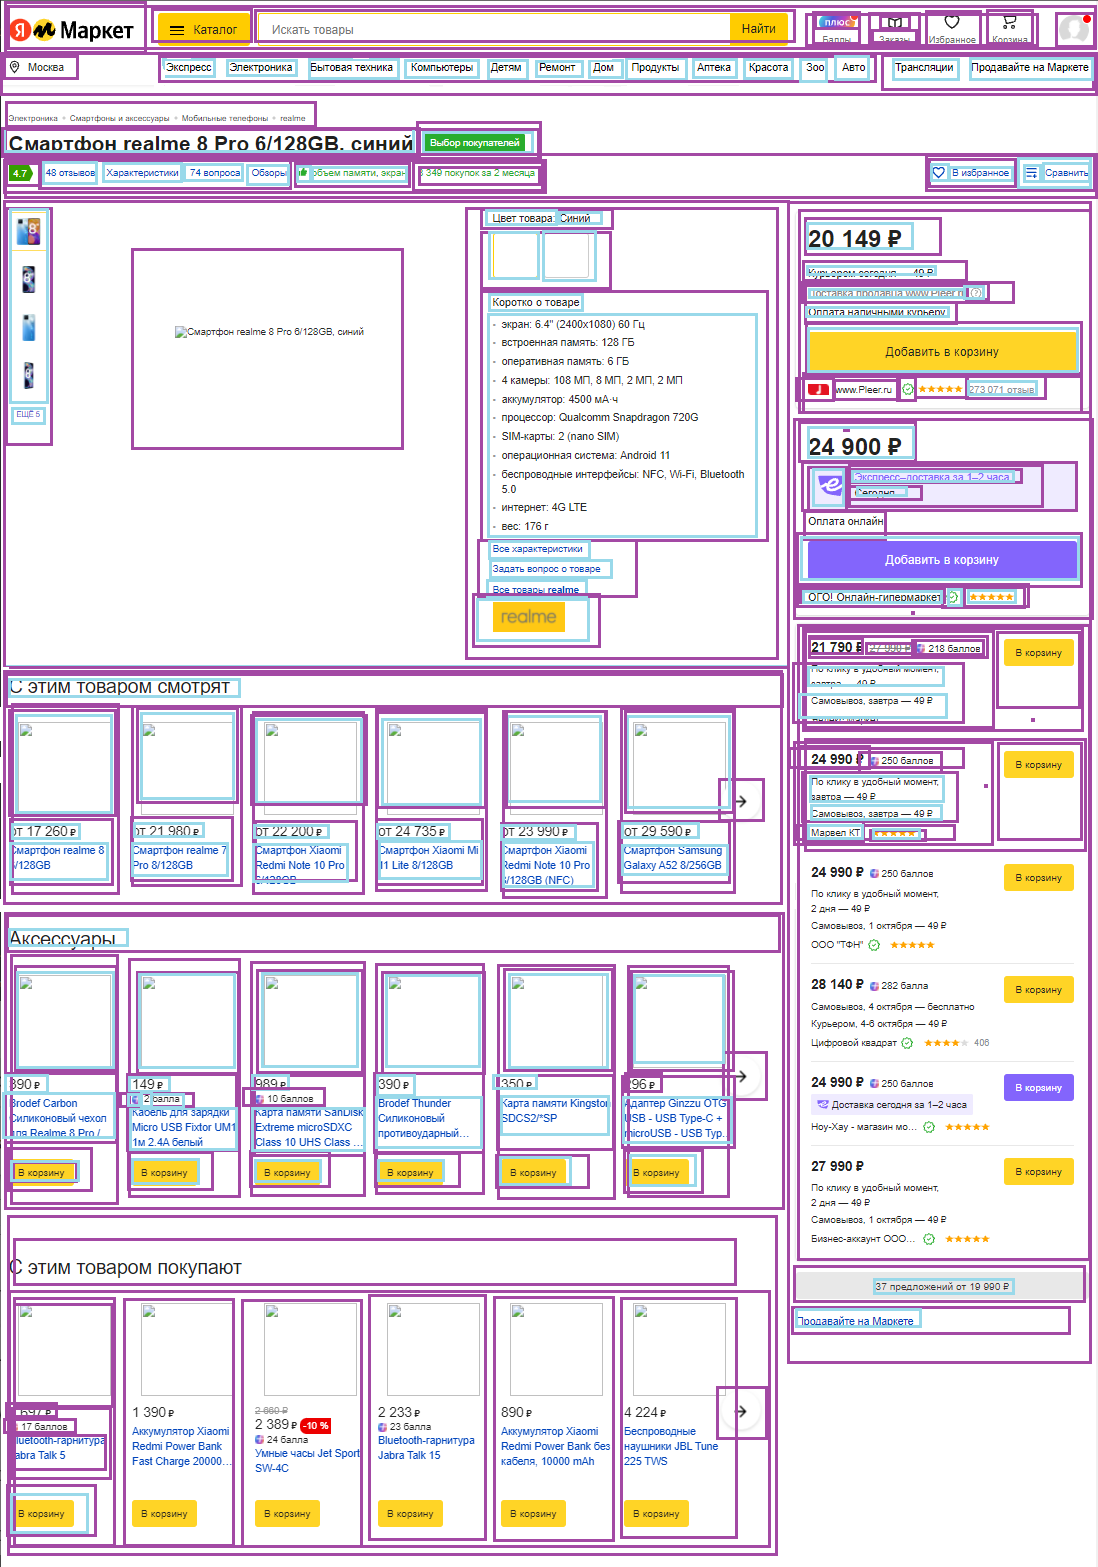 Я Маркет
Каталог
Искать товары
Найти
плюс
Баллы
Заказы
Избранное
Корзина
Москва
Экспресс
Электроника
Бытовая техника
Компьютеры
Детям
Ремонт
Дом
Продукты
Аптека
Красота
Зоо
Авто
Трансляции
Продавайте на Маркете
Электроника • Смартфоны и аксессуары • Мобильные телефоны • realme
Смартфон realme 8 Pro 6/128GB, синий
Выбор покупателей
4.7
48 отзывов
Характеристики
74 вопроса
Обзоры
объем памяти, экран
349 покупок за 2 месяца
В избранное
Сравнить
ЕЩЁ 5
Смартфон realme 8 Pro 6/128GB, синий
Цвет товара: Синий
Коротко о товаре
- экран: 6.4" (2400x1080) 60 Гц
- встроенная память: 128 ГБ
- оперативная память: 6 ГБ
- 4 камеры: 108 МП, 8 МП, 2 МП, 2 МП
- аккумулятор: 4500 мА·ч
- процессор: Qualcomm Snapdragon 720G
- SIM-карты: 2 (nano SIM)
- операционная система: Android 11
- беспроводные интерфейсы: NFC, Wi-Fi, Bluetooth
5.0
- интернет: 4G LTE
- вес: 176 г
Все характеристики
Задать вопрос о товаре
Все товары realme
realme
20 149 ₽
Курьером сегодня — 49 ₽
Доставка продавца www.Pleer.ru
Оплата наличными курьеру
Добавить в корзину
www.Pleer.ru
273 071 отзыв
24 900 ₽
Экспресс-доставка за 1–2 часа
Сегодня
Оплата онлайн
Добавить в корзину
ОГО! Онлайн-гипермаркет
21 790 ₽ 27 990 ₽ 218 баллов
В корзину
По клику в удобный момент,
завтра — 49 ₽
Самовывоз, завтра — 49 ₽
Яндекс.Маркет
24 990 ₽ 250 баллов
В корзину
По клику в удобный момент,
завтра — 49 ₽
Самовывоз, завтра — 49 ₽
Марвел КТ
24 990 ₽ 250 баллов
В корзину
По клику в удобный момент,
2 дня — 49 ₽
Самовывоз, 1 октября — 49 ₽
ООО "ТФН"
28 140 ₽ 282 балла
В корзину
Самовывоз, 4 октября — бесплатно
Курьером, 4-6 октября — 49 ₽
Цифровой квадрат 406
24 990 ₽ 250 баллов
В корзину
Доставка сегодня за 1–2 часа
Ноу-Хау - магазин мо...
27 990 ₽
В корзину
По клику в удобный момент,
2 дня — 49 ₽
Самовывоз, 1 октября — 49 ₽
Бизнес-аккаунт ООО...
37 предложений от 19 990 ₽
Продавайте на Маркете
С этим товаром смотрят
от 17 260 ₽
Смартфон realme 8
/128GB
от 21 980 ₽
Смартфон realme 7
Pro 8/128GB
от 22 200 ₽
Смартфон Xiaomi
Redmi Note 10 Pro
6/128GB
от 24 735 ₽
Смартфон Xiaomi Mi
11 Lite 8/128GB
от 23 990 ₽
Смартфон Xiaomi
Redmi Note 10 Pro
8/128GB (NFC)
от 29 590 ₽
Смартфон Samsung
Galaxy A52 8/256GB
Аксессуары
390 ₽
Brodef Carbon
Силиконовый чехол
для Realme 8 Pro /
В корзину
149 ₽
2 балла
Кабель для зарядки
Micro USB Fixtor UM1
1м 2.4A белый
В корзину
989 ₽
10 баллов
Карта памяти SanDisk
Extreme microSDXC
Class 10 UHS Class ...
В корзину
390 ₽
Brodef Thunder
Силиконовый
противоударный...
В корзину
350 ₽
Карта памяти Kingston
SDCS2/*SP
В корзину
296 ₽
Адаптер Ginzzu OTG
USB - USB Type-C +
microUSB - USB Typ...
В корзину
С этим товаром покупают
697 ₽
17 баллов
Bluetooth-гарнитура
Jabra Talk 5
В корзину
1 390 ₽
Аккумулятор Xiaomi
Redmi Power Bank
Fast Charge 20000...
В корзину
2 660 ₽
2 389 ₽ -10 %
24 балла
Умные часы Jet Sport
SW-4C
В корзину
2 233 ₽
23 балла
Bluetooth-гарнитура
Jabra Talk 15
В корзину
890 ₽
Аккумулятор Xiaomi
Redmi Power Bank без
кабеля, 10000 mAh
В корзину
4 224 ₽
Беспроводные
наушники JBL Tune
225 TWS
В корзину